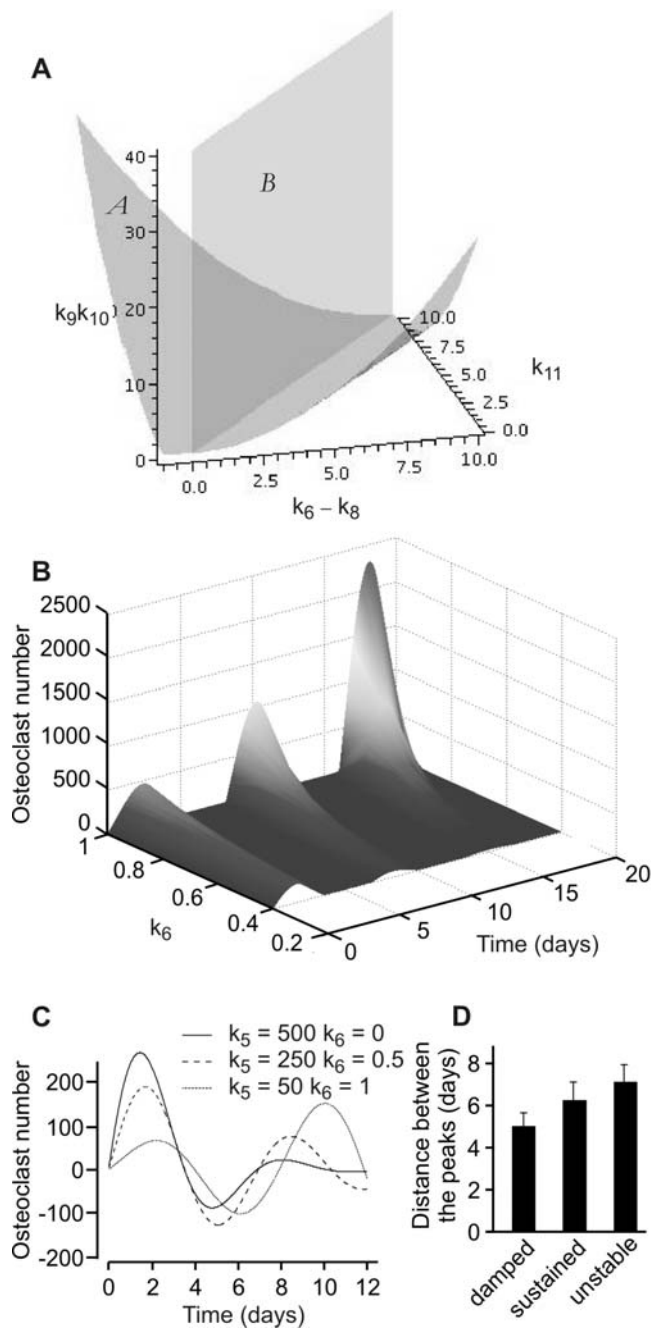 A
A
B
40
30
20
10
0
k9k10
10.0
7.5
5.0
2.5
0.0
k11
0.0
2.5
5.0
7.5
10.0
k6 – k8
B
Osteoclast number
2500
2000
1500
1000
500
0
1
0.8
0.6
0.4
0.2
k6
0
5
10
15
20
Time (days)
C
k5 = 500 k6 = 0
k5 = 250 k6 = 0.5
k5 = 50 k6 = 1
Osteoclast number
200
100
0
-100
-200
0 2 4 6 8 10 12
Time (days)
D
Distance between
the peaks (days)
8
6
4
2
0
damped
sustained
unstable